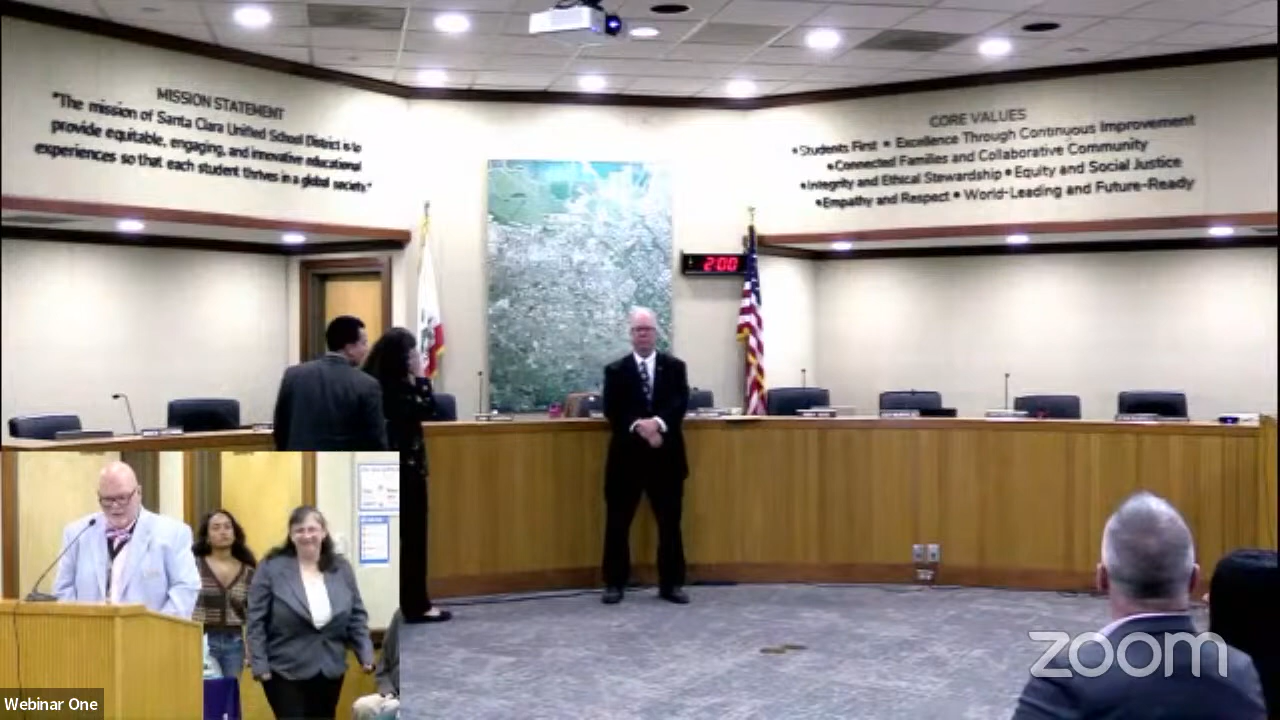 MISSION STATEMENT
"The mission of Santa Clara Unified School District is to
provide equitable, engaging, and innovative educational
experiences so that each student thrives in a global society."
CORE VALUES
•Students First • Excellence Through Continuous Improvement
•Connected Families and Collaborative Community
•Integrity and Ethical Stewardship • Equity and Social Justice
•Empathy and Respect • World-Leading and Future-Ready
2:00
zoom
Webinar One